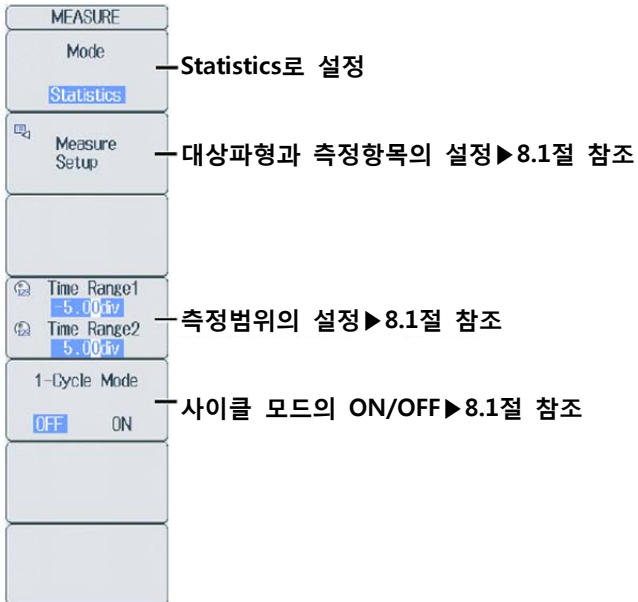 MEASURE
Mode
Statistics
Statistics로 설정
Measure
Setup
대상파형과 측정항목의 설정▶8.1절 참조
Time Range1
-5.00div
Time Range2
5.00div
측정범위의 설정▶8.1절 참조
1-Cycle Mode
OFF ON
사이클 모드의 ON/OFF▶8.1절 참조